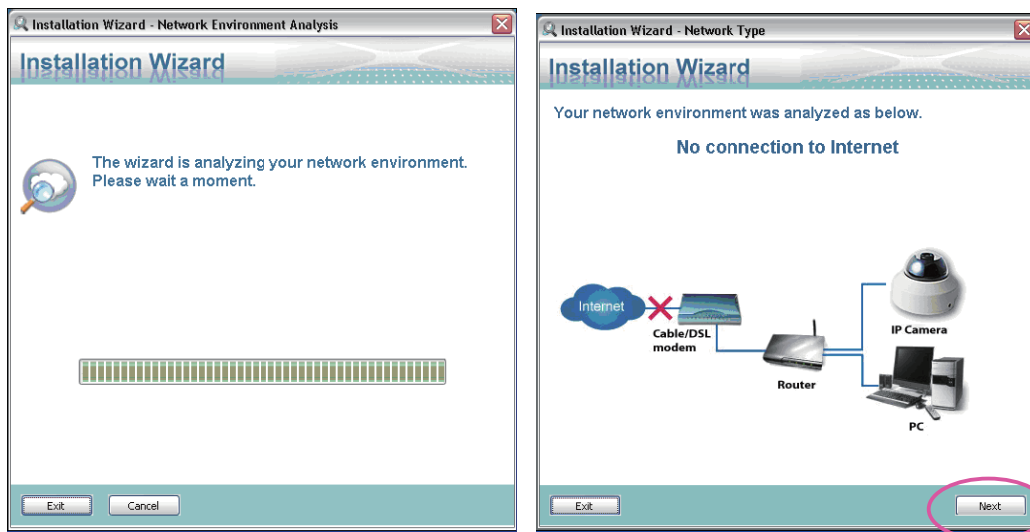 Installation Wizard - Network Environment Analysis
Installation Wizard
The wizard is analyzing your network environment.
Please wait a moment.
Exit
Cancel
Installation Wizard - Network Type
Installation Wizard
Your network environment was analyzed as below.
No connection to Internet
Internet
Cable/DSL
modem
Router
IP Camera
PC
Exit
Next